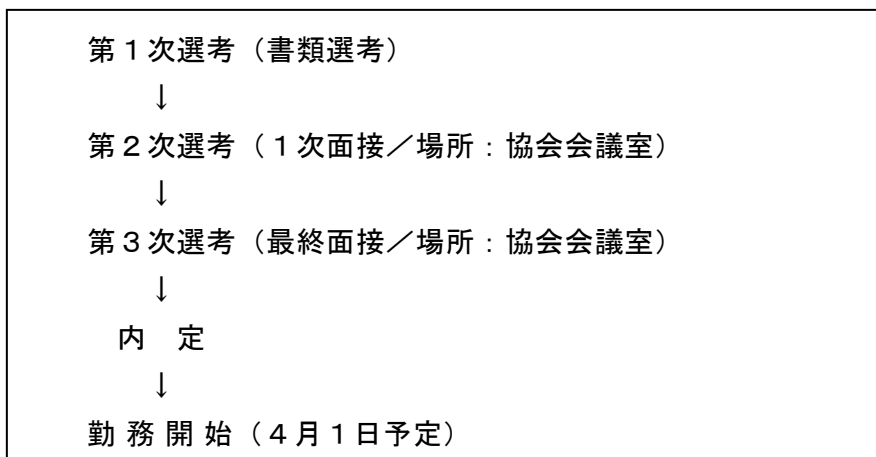 第１次選考（書類選考）
↓
第２次選考（１次面接／場所：協会会議室）
↓
第３次選考（最終面接／場所：協会会議室）
↓
内　定
↓
勤 務 開 始（４月１日予定）